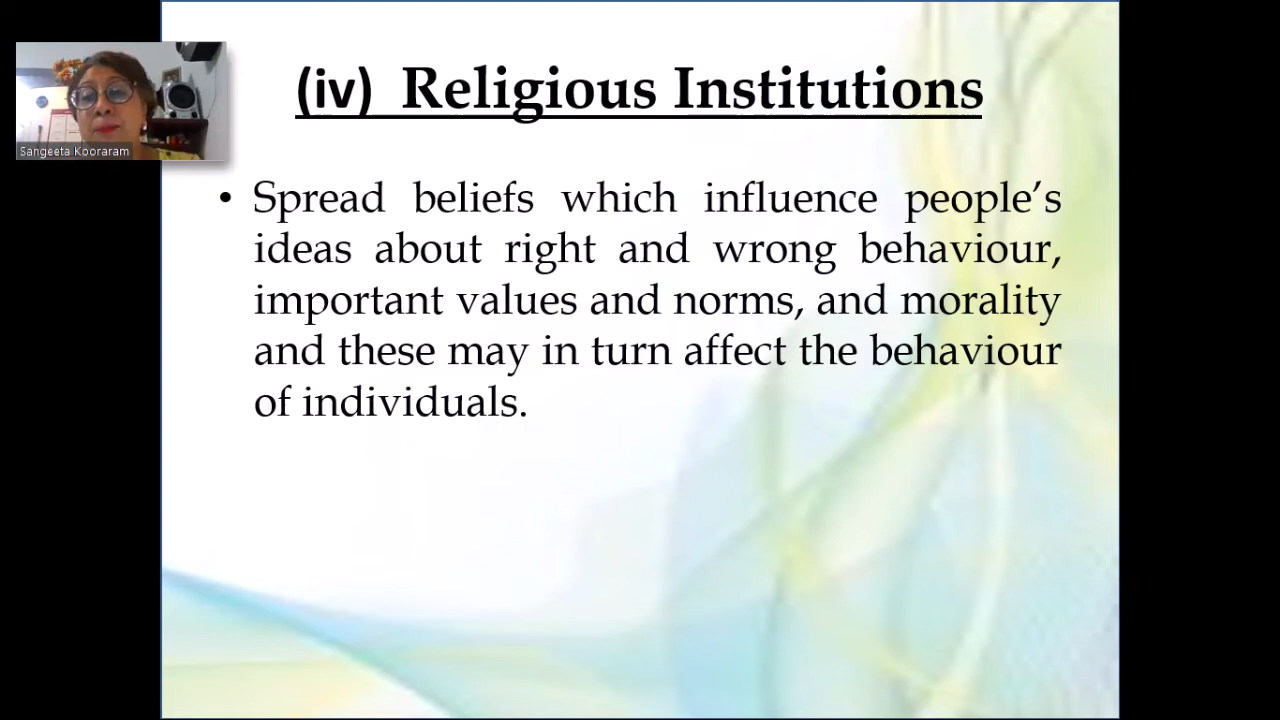 (iv) Religious Institutions
Sangeeta Kooraram
• Spread beliefs which influence people’s
ideas about right and wrong behaviour,
important values and norms, and morality
and these may in turn affect the behaviour
of individuals.